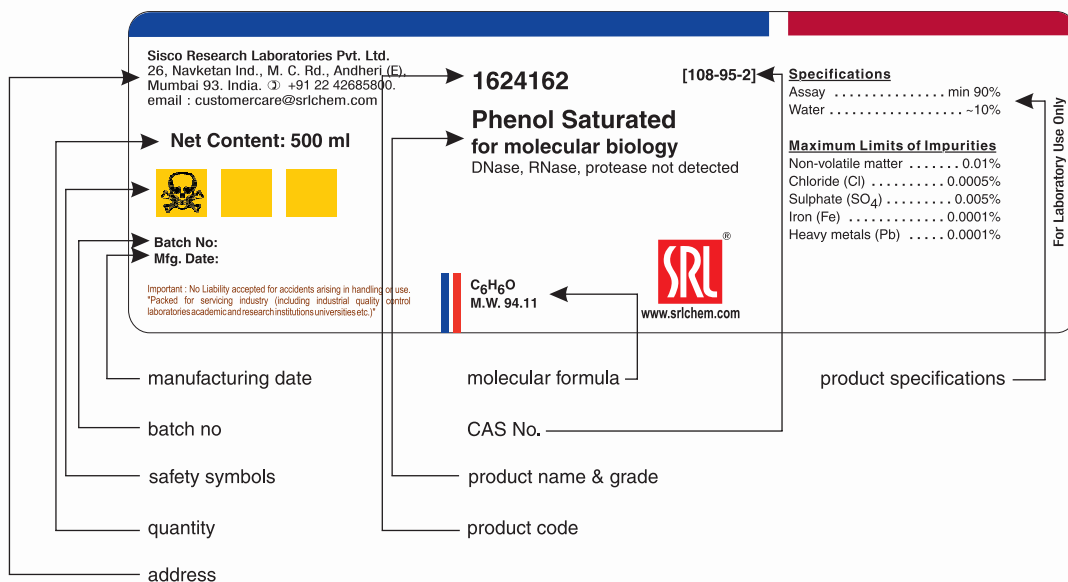 Sisco Research Laboratories Pvt. Ltd.
26, Navketan Ind., M. C. Rd., Andheri (E),
Mumbai 93. India. ✆ +91 22 42685800.
email : customercare@srlchem.com
Net Content: 500 ml
Batch No:
Mfg. Date:
Important : No Liability accepted for accidents arising in handling or use.
"Packed for servicing industry (including industrial quality control
laboratories academic and research institutions universities etc.)"
1624162
[108-95-2]
Phenol Saturated
for molecular biology
DNase, RNase, protease not detected
C6H6O
M.W. 94.11
SRL
®
www.srlchem.com
Specifications
Assay . . . . . . . . . . . . . . . min 90%
Water . . . . . . . . . . . . . . . . . . ~10%
Maximum Limits of Impurities
Non-volatile matter . . . . . . . 0.01%
Chloride (Cl) . . . . . . . . . . 0.0005%
Sulphate (SO4) . . . . . . . . . 0.005%
Iron (Fe) . . . . . . . . . . . . . 0.0001%
Heavy metals (Pb) . . . . . 0.0001%
For Laboratory Use Only
manufacturing date
molecular formula
product specifications
batch no
CAS No.
safety symbols
product name & grade
quantity
product code
address